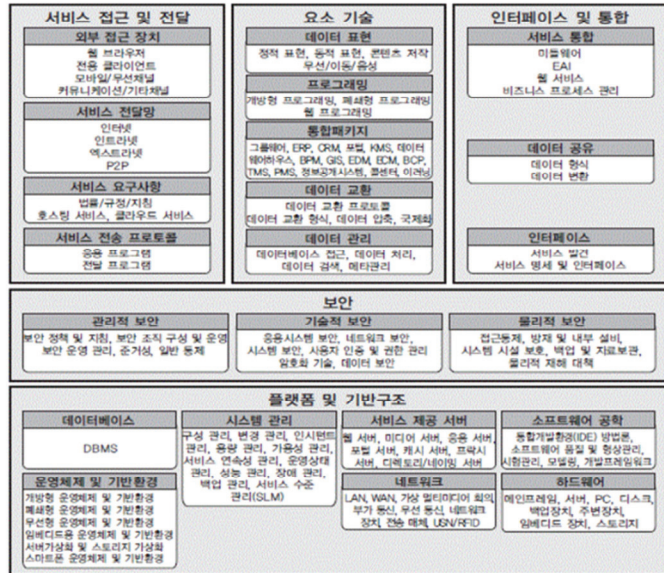 서비스 접근 및 전달
외부 접근 장치
웹 브라우저
전용 클라이언트
모바일/무선채널
커뮤니케이션/기타채널
서비스 전달망
인터넷
인트라넷
엑스트라넷
P2P
서비스 요구사항
법률/규정/지침
호스팅 서비스, 클라우드 서비스
서비스 전송 프로토콜
응용 프로그램
전달 프로그램
요소 기술
데이터 표현
정적 표현, 동적 표현, 콘텐츠 저작
무선/이동/음성
프로그래밍
개방형 프로그래밍, 폐쇄형 프로그래밍
웹 프로그래밍
통합패키지
그룹웨어, ERP, CRM, 포털, KMS, 데이터
웨어하우스, BPM, GIS, EDM, ECM, BCP,
TMS, PMS, 정보공개시스템, 콜센터, 이러닝
데이터 교환
데이터 교환 프로토콜
데이터 교환 형식, 데이터 압축, 국제화
데이터 관리
데이터베이스 접근, 데이터 처리,
데이터 검색, 메타관리
인터페이스 및 통합
서비스 통합
미들웨어
EAI
웹 서비스
비즈니스 프로세스 관리
데이터 공유
데이터 형식
데이터 변환
인터페이스
서비스 발견
서비스 명세 및 인터페이스
보안
관리적 보안
보안 정책 및 지침, 보안 조직 구성 및 운영
보안 운영 관리, 준거성, 일반 통제
기술적 보안
응용시스템 보안, 네트워크 보안,
시스템 보안, 사용자 인증 및 권한 관리
암호화 기술, 데이터 보안
물리적 보안
접근통제, 방재 및 내부 설비,
시스템 시설 보호, 백업 및 자료보관,
물리적 재해 대책
플랫폼 및 기반구조
데이터베이스
DBMS
운영체제 및 기반환경
개방형 운영체제 및 기반환경
폐쇄형 운영체제 및 기반환경
무선형 운영체제 및 기반환경
임베디드용 운영체제 및 기반환경
서버가상화 및 스토리지 가상화
스마트폰 운영체제 및 기반환경
시스템 관리
구성 관리, 변경 관리, 인시던트
관리, 용량 관리, 가용성 관리,
서비스 연속성 관리, 운영상태
관리, 성능 관리, 장애 관리,
백업 관리, 서비스 수준
관리(SLM)
서비스 제공 서버
웹 서버, 미디어 서버, 응용 서버,
포털 서버, 캐시 서버, 프락시
서버, 디렉토리/네이밍 서버
네트워크
LAN, WAN, 가상 멀티미디어 회의,
부가 통신, 무선 통신, 네트워크
장치, 전송 매체, USN/RFID
소프트웨어 공학
통합개발환경(IDE) 방법론,
소프트웨어 품질 및 형상관리,
시험관리, 모델링, 개발프레임워크
하드웨어
메인프레임, 서버, PC, 디스크,
백업장치, 주변장치,
임베디드 장치, 스토리지